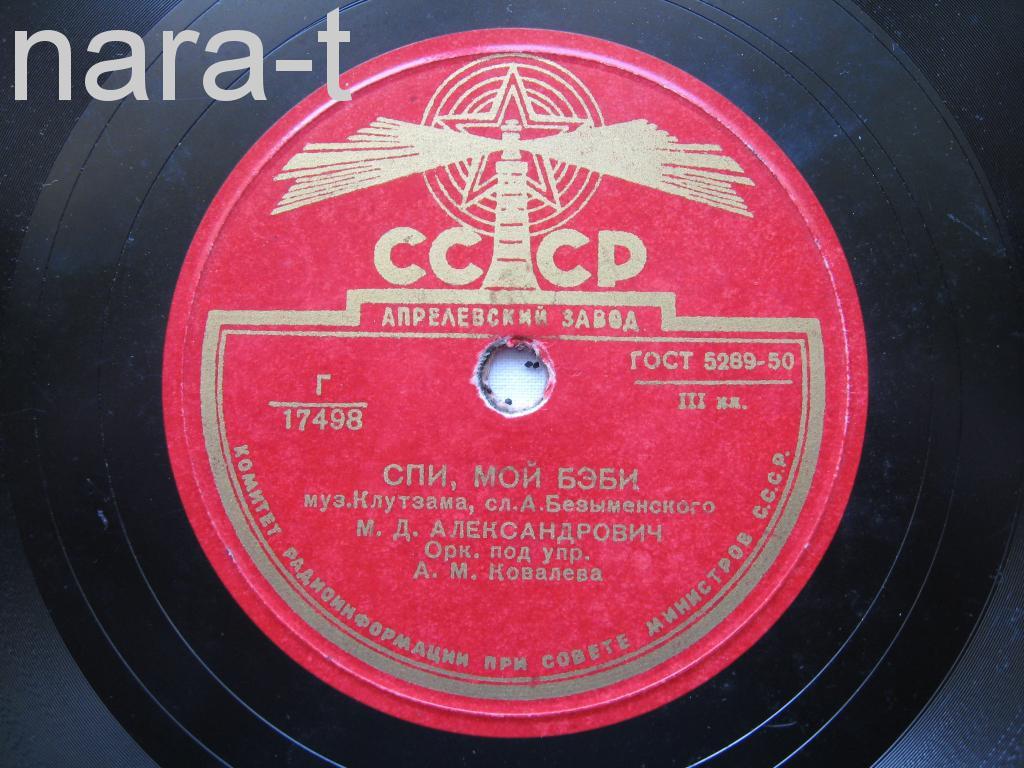 nara-t
СССР
АПРЕЛЕВСКИЙ ЗАВОД
Г
17498
ГОСТ 5289-50
III кл.
СПИ, МОЙ БЭБИ
муз.Клутзама, сл.А.Безыменского
М. Д. АЛЕКСАНДРОВИЧ
Орк. под упр.
А. М. Ковалева
КОМИТЕТ РАДИОИНФОРМАЦИИ ПРИ СОВЕТЕ МИНИСТРОВ С.С.С.Р.